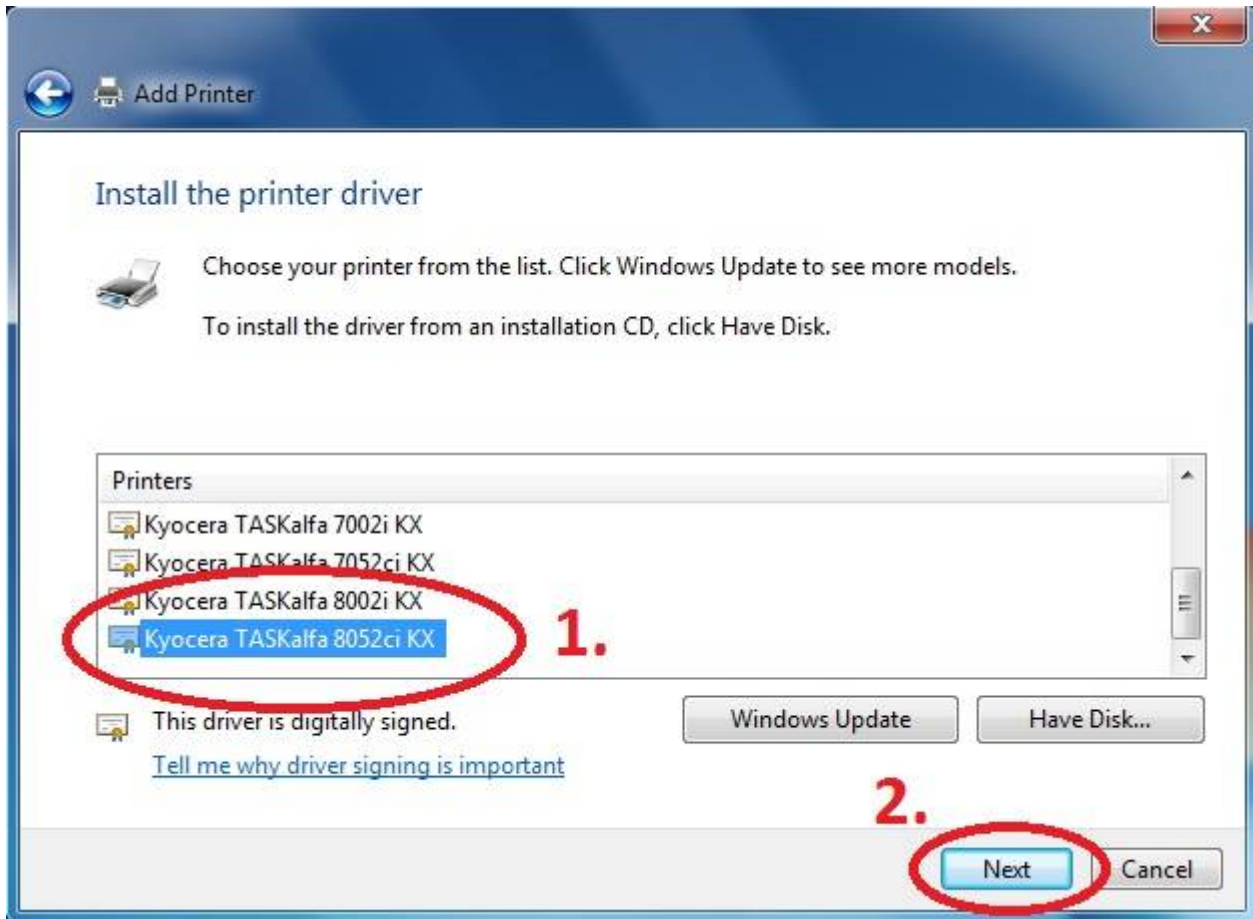 Add Printer
Install the printer driver
Choose your printer from the list. Click Windows Update to see more models.
To install the driver from an installation CD, click Have Disk.
Printers
Kyocera TASKalfa 7002i KX
Kyocera TASKalfa 7052ci KX
Kyocera TASKalfa 8002i KX
Kyocera TASKalfa 8052ci KX
1.
This driver is digitally signed.
Windows Update
Have Disk...
Tell me why driver signing is important
2.
Next
Cancel